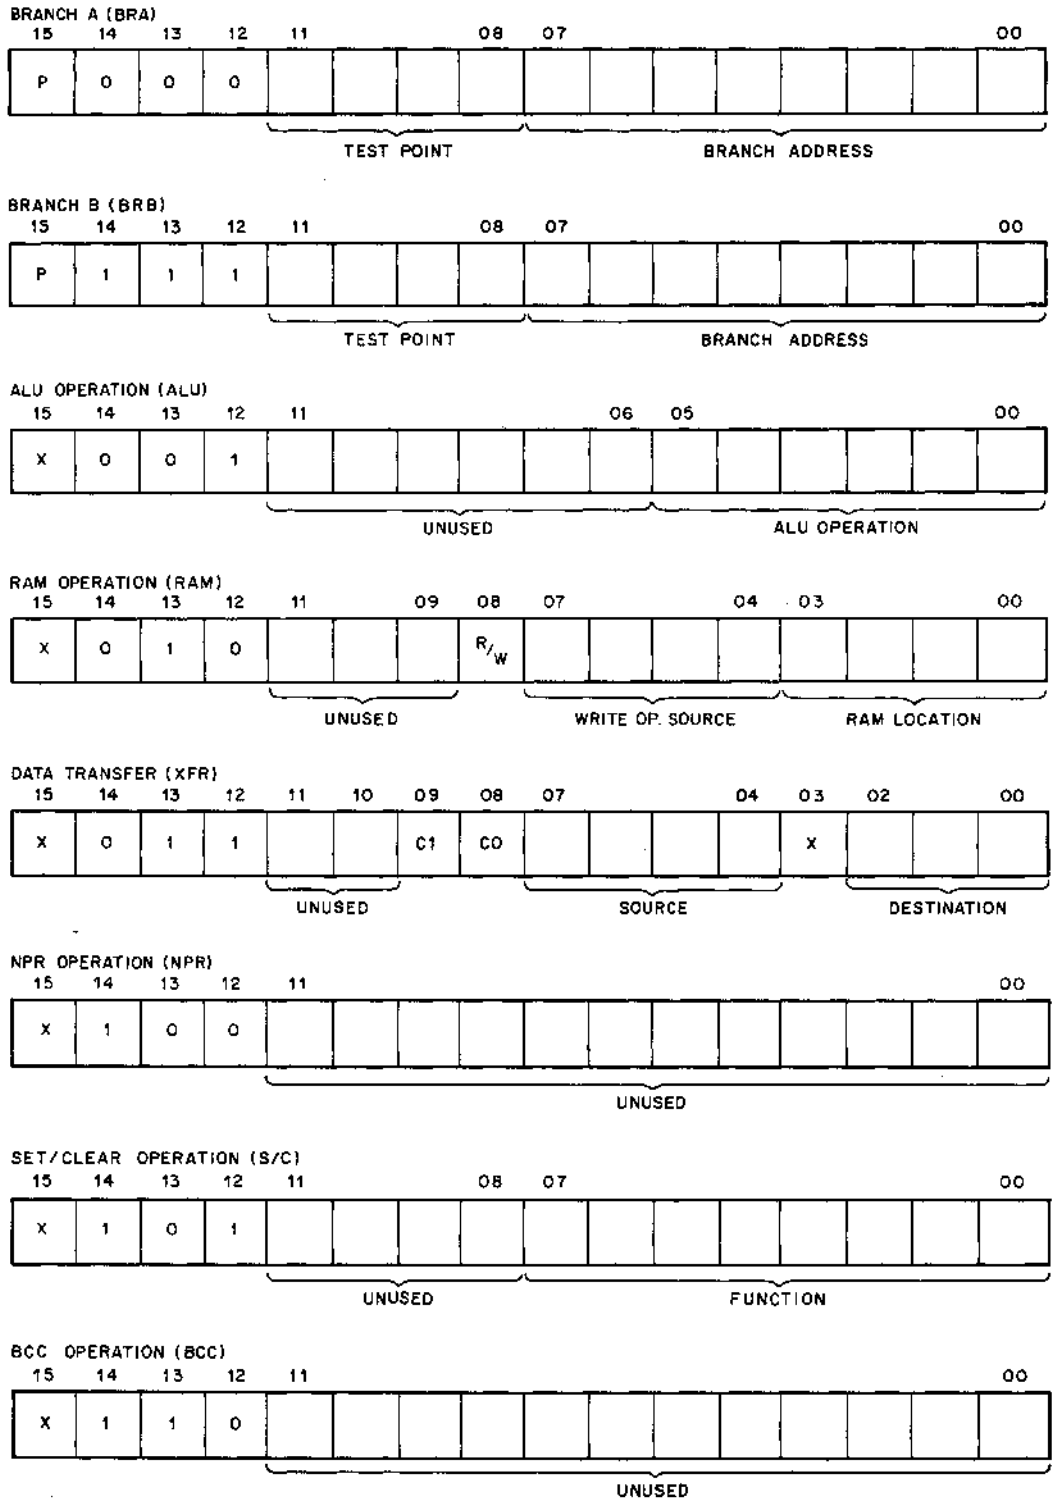 BRANCH A (BRA)
15 14 13 12 11 08 07 00
P 0 0 0
TEST POINT BRANCH ADDRESS
BRANCH B (BRB)
15 14 13 12 11 08 07 00
P 1 1 1
TEST POINT BRANCH ADDRESS
ALU OPERATION (ALU)
15 14 13 12 11 06 05 00
X 0 0 1
UNUSED ALU OPERATION
RAM OPERATION (RAM)
15 14 13 12 11 09 08 07 04 03 00
X 0 1 0 R/W
UNUSED WRITE OP. SOURCE RAM LOCATION
DATA TRANSFER (XFR)
15 14 13 12 11 10 09 08 07 04 03 02 00
X 0 1 1 C1 C0 X
UNUSED SOURCE DESTINATION
NPR OPERATION (NPR)
15 14 13 12 11 00
X 1 0 0
UNUSED
SET/CLEAR OPERATION (S/C)
15 14 13 12 11 08 07 00
X 1 0 1
UNUSED FUNCTION
BCC OPERATION (BCC)
15 14 13 12 11 00
X 1 1 0
UNUSED